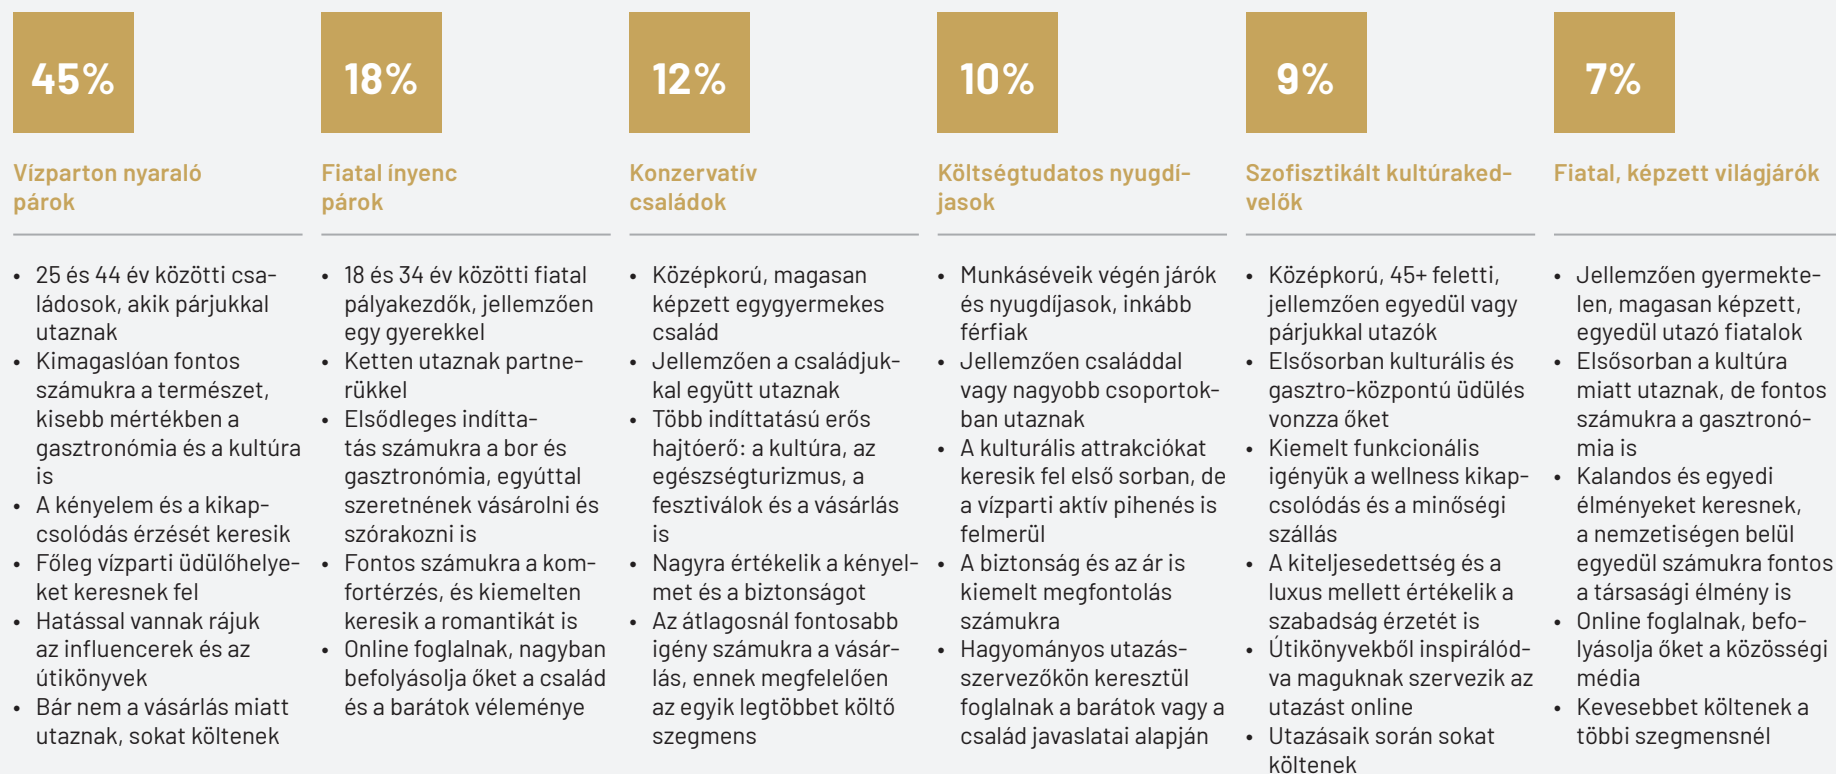 45%
Vízparton nyaraló
párok
• 25 és 44 év közötti csa-
ládosok, akik párjukkal
utaznak
• Kimagaslóan fontos
számukra a természet,
kisebb mértékben a
gasztronómia és a kultúra
is
• A kényelem és a kikap-
csolódás érzését keresik
• Főleg vízparti üdülőhelye-
ket keresnek fel
• Hatással vannak rájuk
az influencerek és az
útikönyvek
• Bár nem a vásárlás miatt
utaznak, sokat költenek
18%
Fiatal ínyenc
párok
• 18 és 34 év közötti fiatal
pályakezdők, jellemzően
egy gyerekkel
• Ketten utaznak partne-
rükkel
• Elsődleges indítta-
tás számukra a bor és
gasztronómia, egyúttal
szeretnének vásárolni és
szórakozni is
• Fontos számukra a kom-
fortérzés, és kiemelten
keresik a romantikát is
• Online foglalnak, nagyban
befolyásolja őket a család
és a barátok véleménye
12%
Konzervatív
családok
• Középkorú, magasan
képzett egygyermekes
család
• Jellemzően a családjuk-
kal együtt utaznak
• Több indíttatású erős
hajtóerő: a kultúra, az
egészségturizmus, a
fesztiválok és a vásárlás
is
• Nagyra értékelik a kényel-
met és a biztonságot
• Az átlagosnál fontosabb
igény számukra a vásár-
lás, ennek megfelelően
az egyik legtöbbet költő
szegmens
10%
Költségtudatos nyugdí-
jasok
• Munkáséveik végén járók
és nyugdíjasok, inkább
férfiak
• Jellemzően családdal
vagy nagyobb csoportok-
ban utaznak
• A kulturális attrakciókat
keresik fel első sorban, de
a vízparti aktív pihenés is
felmerül
• A biztonság és az ár is
kiemelt megfontolás
számukra
• Hagyományos utazás-
szervezőkön keresztül
foglalnak a barátok vagy a
család javaslatai alapján
9%
Szofisztikált kultúraked-
velők
• Középkorú, 45+ feletti,
jellemzően egyedül vagy
párjukkal utazók
• Elsősorban kulturális és
gasztro-központú üdülés
vonzza őket
• Kiemelt funkcionális
igényük a wellness kikap-
csolódás és a minőségi
szállás
• A kiteljesedettség és a
luxus mellett értékelik a
szabadság érzetét is
• Útikönyvekből inspirálód-
va maguknak szervezik az
utazást online
• Utazásaik során sokat
költenek
7%
Fiatal, képzett világjárók
• Jellemzően gyermekte-
len, magasan képzett,
egyedül utazó fiatalok
• Elsősorban a kultúra
miatt utaznak, de fontos
számukra a gasztronó-
mia is
• Kalandos és egyedi
élményeket keresnek,
a nemzetiségen belül
egyedül számukra fontos
a társasági élmény is
• Online foglalnak, befo-
lyásolja őket a közösségi
média
• Kevesebbet költenek a
többi szegmensnél